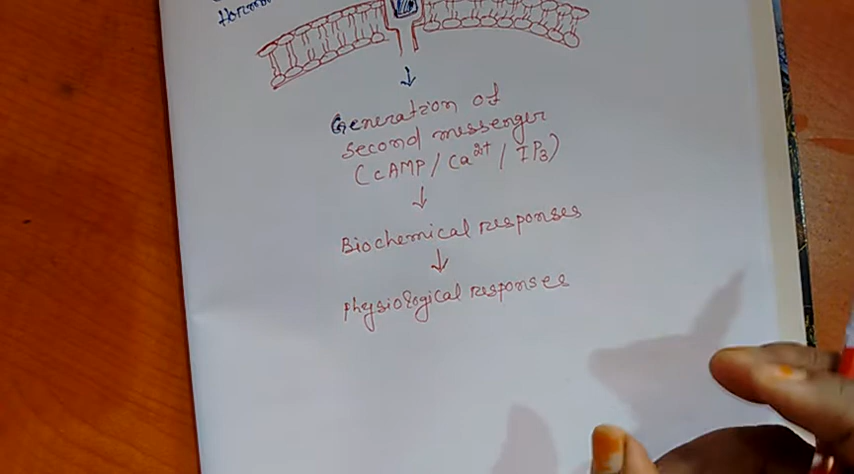 Generation of
second messenger
(cAMP/Ca²⁺/IP₃)
Biochemical responses
physiological responses